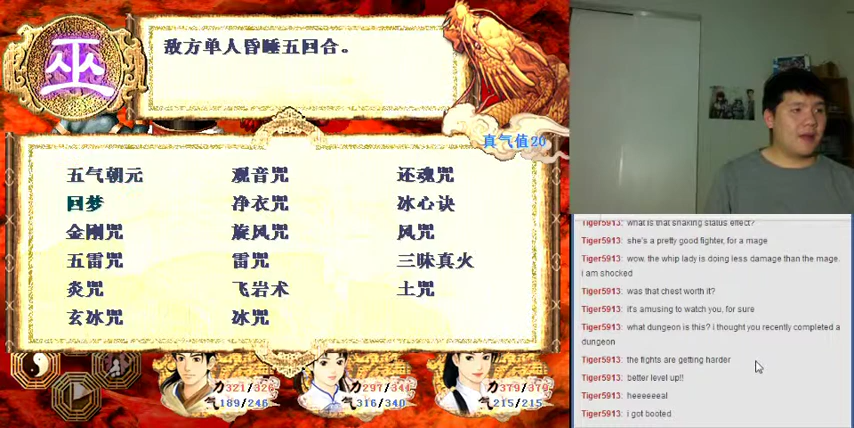 巫
敌方单人昏睡五回合。
真气值20
五气朝元 观音咒 还魂咒
回梦 净衣咒 冰心诀
金刚咒 旋风咒 风咒
五雷咒 雷咒 三昧真火
炎咒 飞岩术 土咒
玄冰咒 冰咒
力321/326 力297/344 力379/379
气189/246 气316/340 气215/215
Tiger5913: what is that shaking status effect?
Tiger5913: she's a pretty good fighter, for a mage
Tiger5913: wow, the whip lady is doing less damage than the mage.
i am shocked
Tiger5913: was that chest worth it?
Tiger5913: it's amusing to watch you, for sure
Tiger5913: what dungeon is this? i thought you recently completed a
dungeon
Tiger5913: the fights are getting harder
Tiger5913: better level up!!
Tiger5913: heeeeeeal
Tiger5913: i got booted